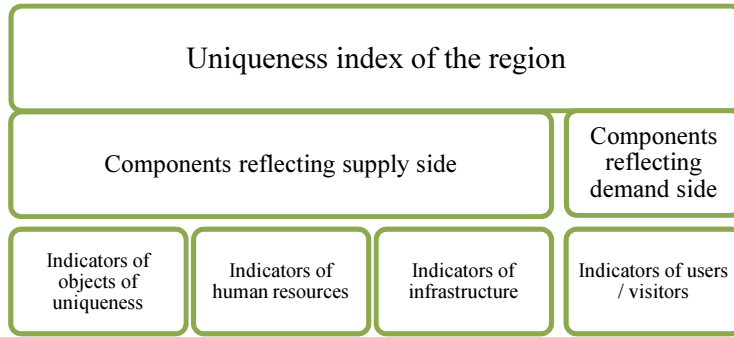 Uniqueness index of the region
Components reflecting supply side
Components
reflecting
demand side
Indicators of
objects of
uniqueness
Indicators of
human resources
Indicators of
infrastructure
Indicators of users
/ visitors